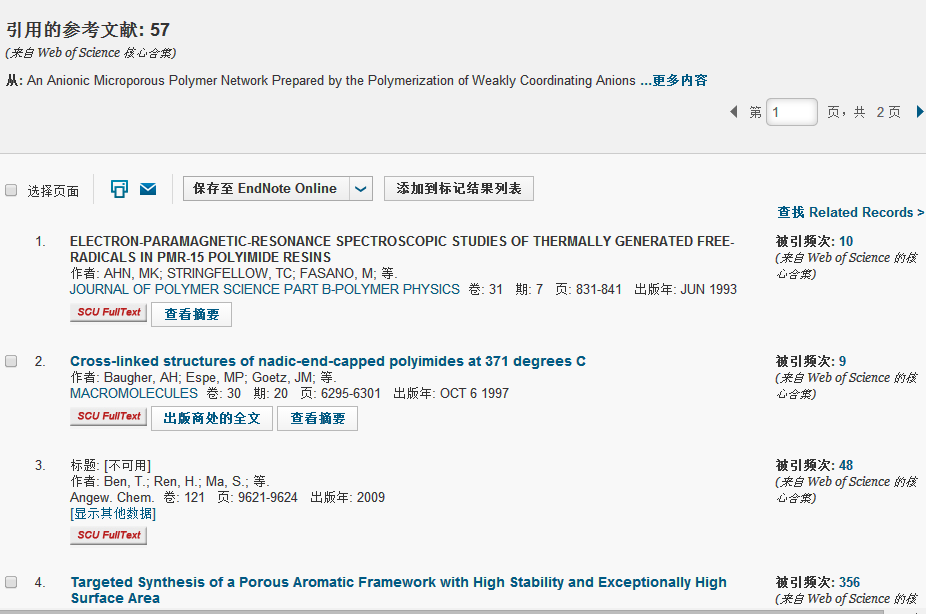 引用的参考文献: 57
(来自 Web of Science 核心合集)
从: An Anionic Microporous Polymer Network Prepared by the Polymerization of Weakly Coordinating Anions ...更多内容
第 1 页，共 2 页
选择页面
保存至 EndNote Online
添加到标记结果列表
查找 Related Records >
1. ELECTRON-PARAMAGNETIC-RESONANCE SPECTROSCOPIC STUDIES OF THERMALLY GENERATED FREE-
RADICALS IN PMR-15 POLYIMIDE RESINS
作者: AHN, MK; STRINGFELLOW, TC; FASANO, M; 等.
JOURNAL OF POLYMER SCIENCE PART B-POLYMER PHYSICS 卷: 31 期: 7 页: 831-841 出版年: JUN 1993
SCU FullText 查看摘要
被引频次: 10
(来自 Web of Science 的核
心合集)
2. Cross-linked structures of nadic-end-capped polyimides at 371 degrees C
作者: Baugher, AH; Espe, MP; Goetz, JM; 等.
MACROMOLECULES 卷: 30 期: 20 页: 6295-6301 出版年: OCT 6 1997
SCU FullText 出版商处的全文 查看摘要
被引频次: 9
(来自 Web of Science 的核
心合集)
3. 标题: [不可用]
作者: Ben, T.; Ren, H.; Ma, S.; 等.
Angew. Chem. 卷: 121 页: 9621-9624 出版年: 2009
[显示其他数据]
SCU FullText
被引频次: 48
(来自 Web of Science 的核
心合集)
4. Targeted Synthesis of a Porous Aromatic Framework with High Stability and Exceptionally High
Surface Area
被引频次: 356
(来自 Web of Science 的核